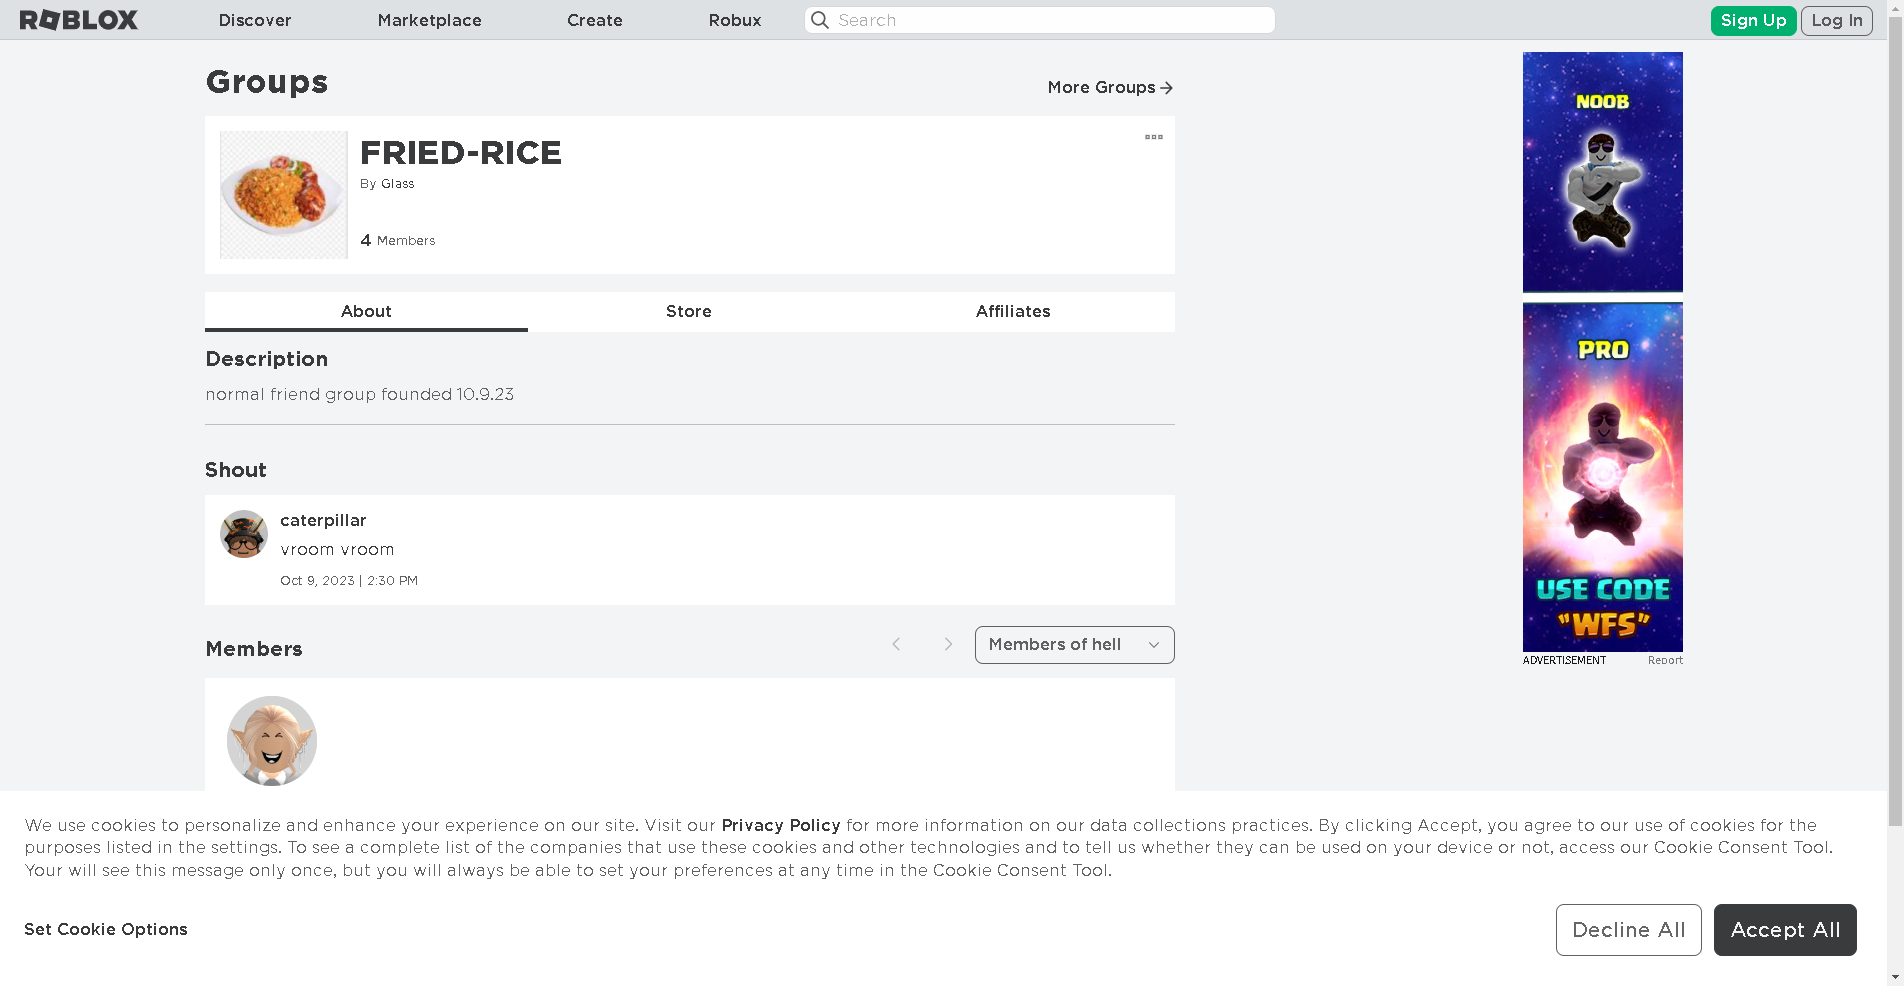 ROBLOX
Discover
Marketplace
Create
Robux
Search
Sign Up
Log In
Groups
More Groups
FRIED-RICE
By Glass
4 Members
About
Store
Affiliates
Description
normal friend group founded 10.9.23
Shout
caterpillar
vroom vroom
Oct 9, 2023 | 2:30 PM
Members
Members of hell
NOOB
PRO
USE CODE
"WFS"
ADVERTISEMENT
Report
We use cookies to personalize and enhance your experience on our site. Visit our Privacy Policy for more information on our data collections practices. By clicking Accept, you agree to our use of cookies for the
purposes listed in the settings. To see a complete list of the companies that use these cookies and other technologies and to tell us whether they can be used on your device or not, access our Cookie Consent Tool.
Your will see this message only once, but you will always be able to set your preferences at any time in the Cookie Consent Tool.
Set Cookie Options
Decline All
Accept All